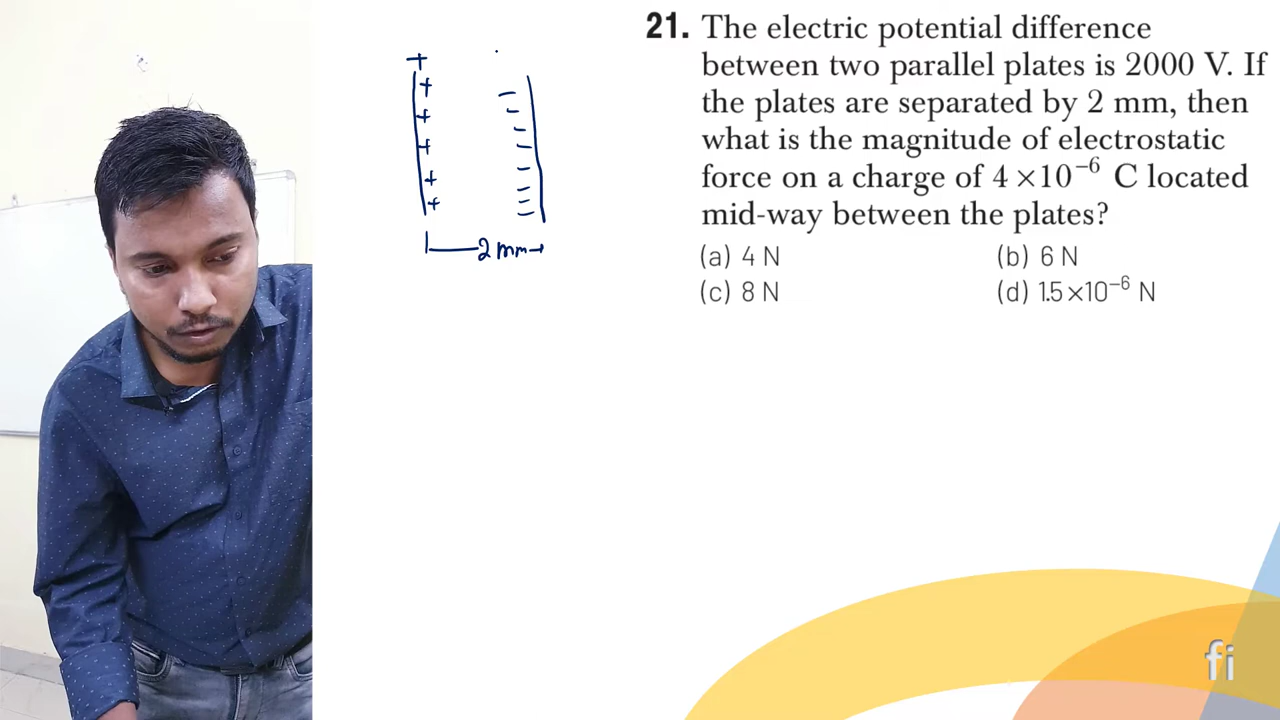 21. The electric potential difference
between two parallel plates is 2000 V. If
the plates are separated by 2 mm, then
what is the magnitude of electrostatic
force on a charge of 4 ×10⁻⁶ C located
mid-way between the plates?
(a) 4 N (b) 6 N
(c) 8 N (d) 1.5 ×10⁻⁶ N
+
+
+
+
+
+
2 mm
fi